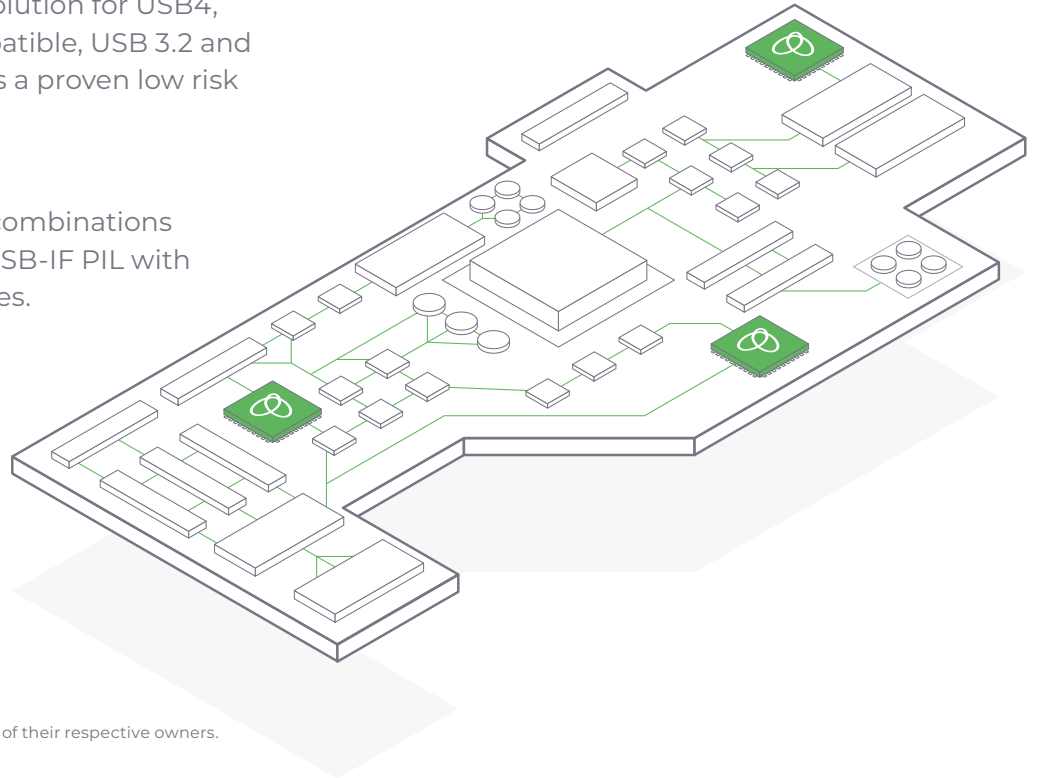 olution for USB4,
patible, USB 3.2 and
s a proven low risk
combinations
SB-IF PIL with
es.
of their respective owners.